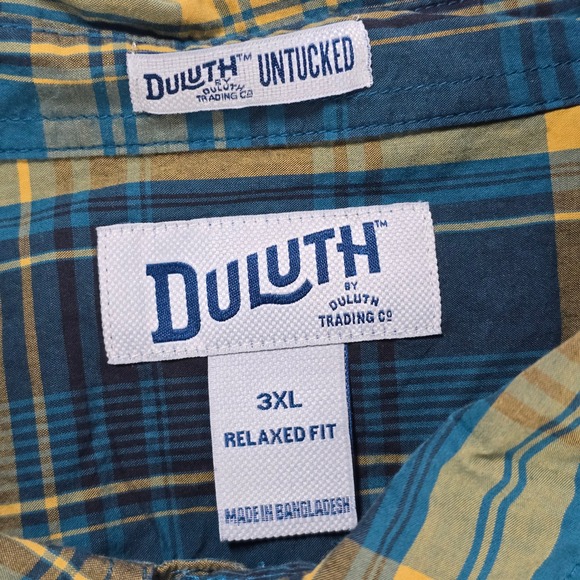 DULUTH™ UNTUCKED
BY
DULUTH
TRADING Co
DULUTH™
BY
DULUTH
TRADING Co
3XL
RELAXED FIT
MADE IN BANGLADESH